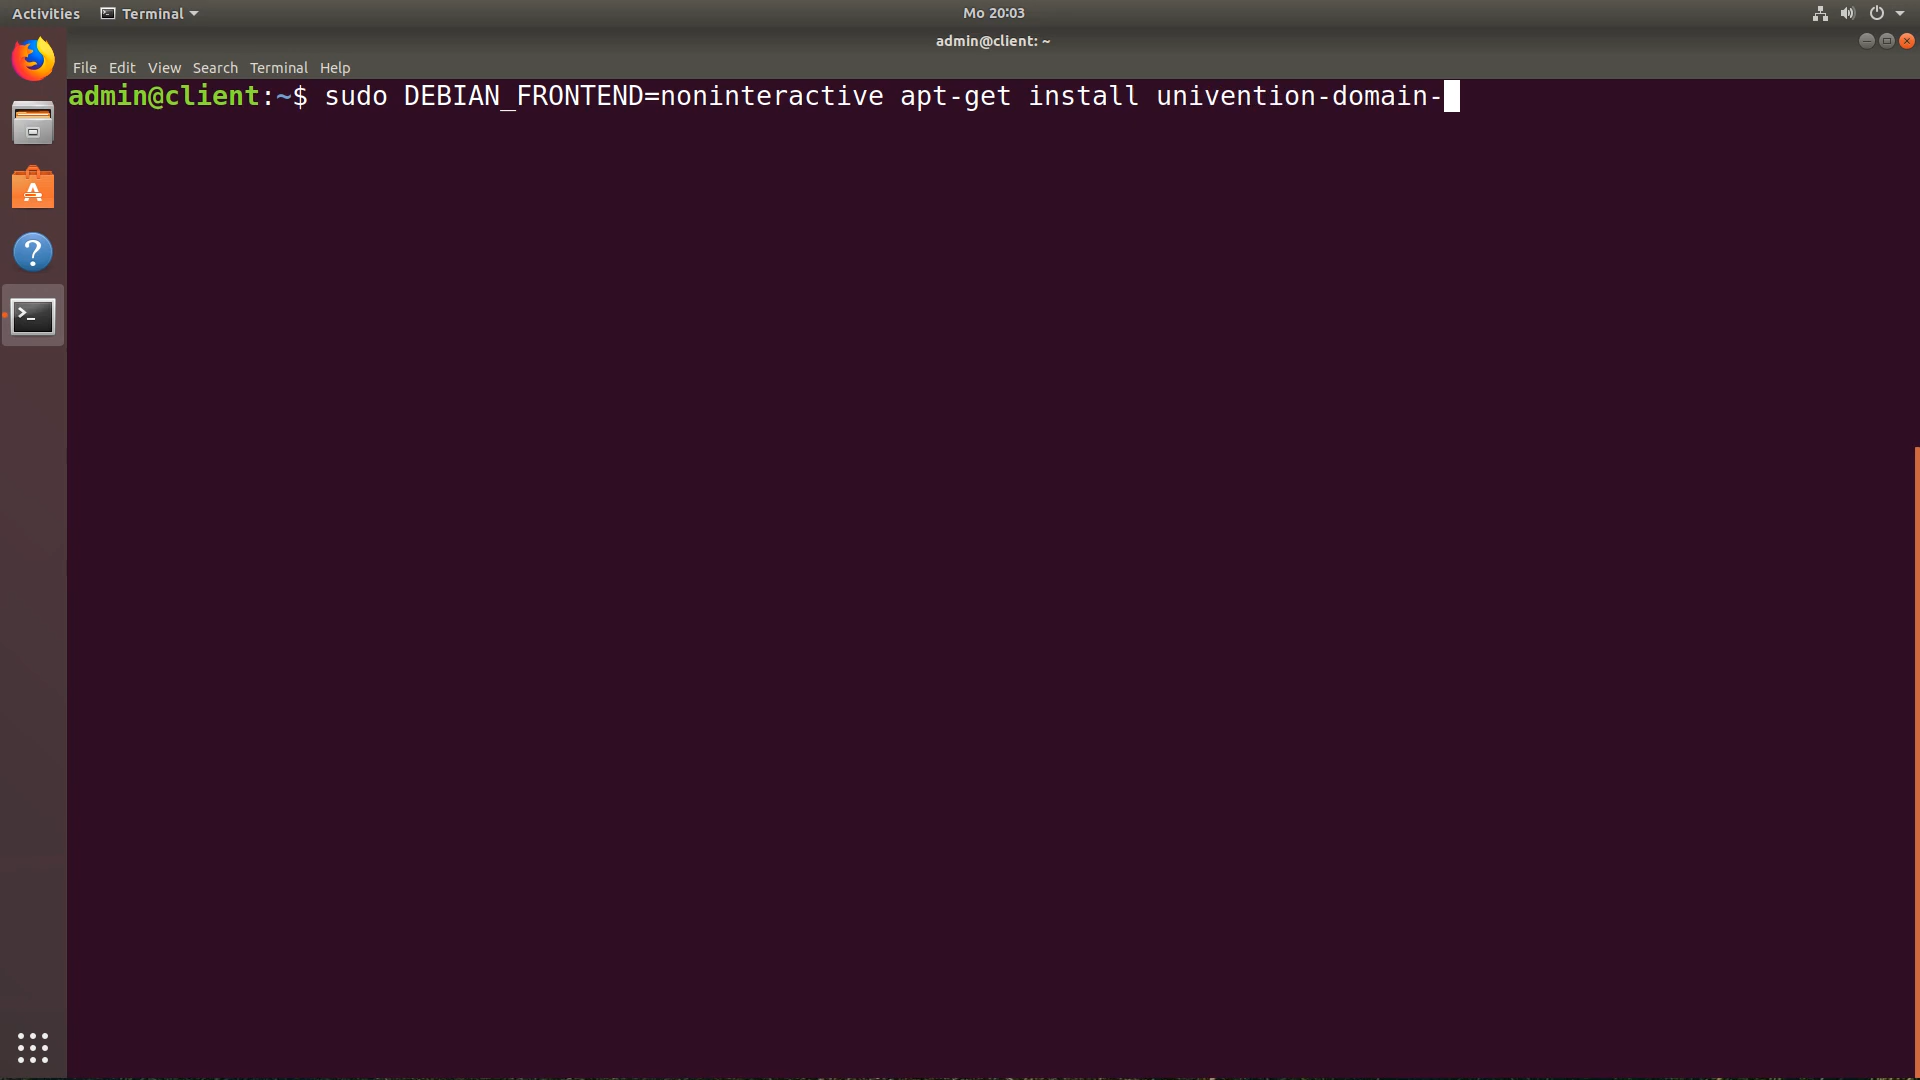 Activities Terminal Mo 20:03
admin@client: ~
File Edit View Search Terminal Help
admin@client:~$ sudo DEBIAN_FRONTEND=noninteractive apt-get install univention-domain-